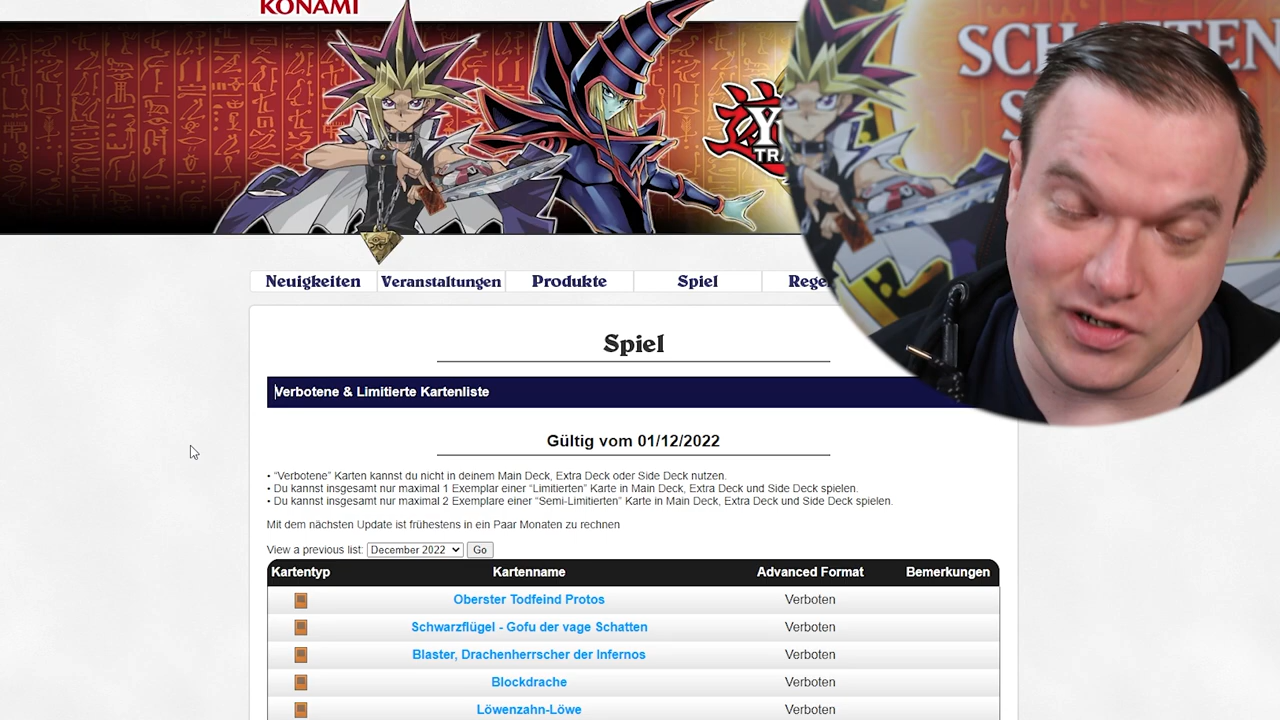 KONAMI
Neuigkeiten Veranstaltungen Produkte Spiel
Spiel
Verbotene & Limitierte Kartenliste
Gültig vom 01/12/2022
• “Verbotene” Karten kannst du nicht in deinem Main Deck, Extra Deck oder Side Deck nutzen.
• Du kannst insgesamt nur maximal 1 Exemplar einer “Limitierten” Karte in Main Deck, Extra Deck und Side Deck spielen.
• Du kannst insgesamt nur maximal 2 Exemplare einer “Semi-Limitierten” Karte in Main Deck, Extra Deck und Side Deck spielen.
Mit dem nächsten Update ist frühestens in ein Paar Monaten zu rechnen
View a previous list: December 2022 Go
Kartentyp Kartenname Advanced Format Bemerkungen
Oberster Todfeind Protos Verboten
Schwarzflügel - Gofu der vage Schatten Verboten
Blaster, Drachenherrscher der Infernos Verboten
Blockdrache Verboten
Löwenzahn-Löwe Verboten